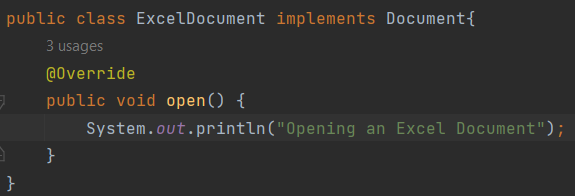 public class ExcelDocument implements Document{
3 usages
@Override
public void open() {
System.out.println("Opening an Excel Document");
}
}